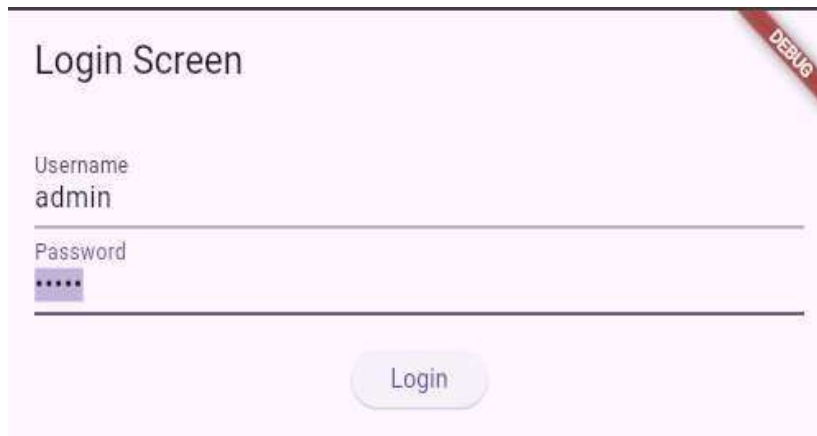 DEBUG
Login Screen
Username
admin
Password
•••••
Login